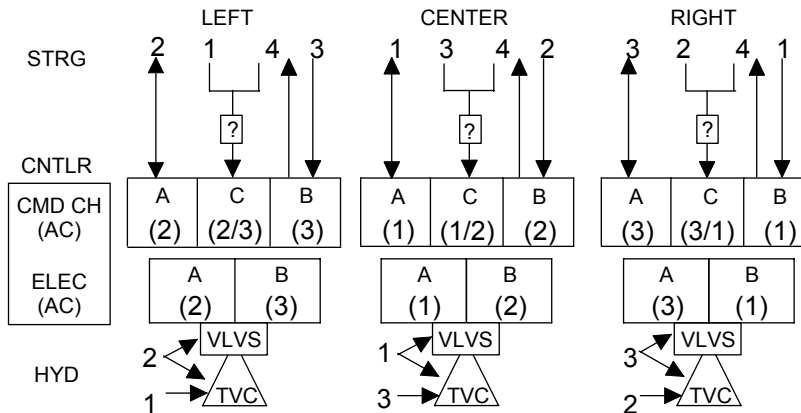 LEFT CENTER RIGHT
STRG 2 1 4 3 1 3 4 2 3 2 4 1
? ? ?
CNTLR
CMD CH A C B A C B A C B
(AC) (2) (2/3) (3) (1) (1/2) (2) (3) (3/1) (1)
ELEC A B A B A B
(AC) (2) (3) (1) (2) (3) (1)
VLVS VLVS VLVS
2 1 3
HYD
1 TVC 3 TVC 2 TVC